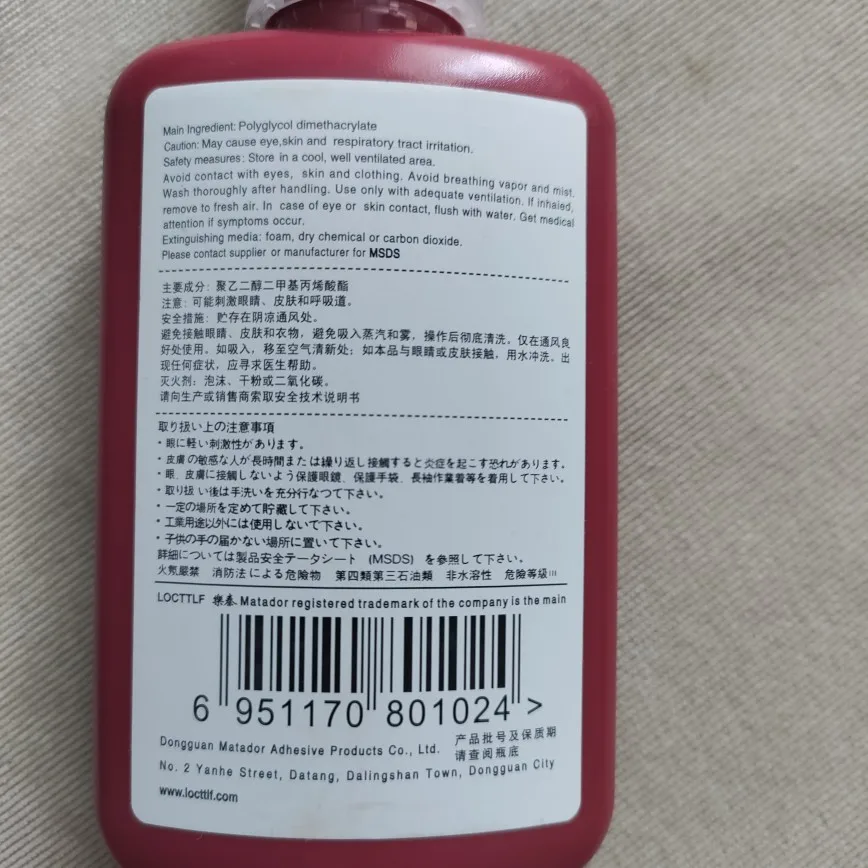 Main Ingredient: Polyglycol dimethacrylate
Caution: May cause eye,skin and respiratory tract irritation.
Safety measures: Store in a cool, well ventilated area.
Avoid contact with eyes, skin and clothing. Avoid breathing vapor and mist.
Wash thoroughly after handling. Use only with adequate ventilation. If inhaled,
remove to fresh air. In case of eye or skin contact, flush with water. Get medical
attention if symptoms occur.
Extinguishing media: foam, dry chemical or carbon dioxide.
Please contact supplier or manufacturer for MSDS
主要成分: 聚乙二醇二甲基丙烯酸酯
注意: 可能刺激眼睛、皮肤和呼吸道。
安全措施: 贮存在阴凉通风处。
避免接触眼睛、皮肤和衣物, 避免吸入蒸汽和雾, 操作后彻底清洗。仅在通风良
好处使用。如吸入, 移至空气清新处; 如本品与眼睛或皮肤接触, 用水冲洗。出
现任何症状, 应寻求医生帮助。
灭火剂: 泡沫、干粉或二氧化碳。
请向生产或销售商索取安全技术说明书
取り扱い上の注意事項
・眼に軽い刺激性があります。
・皮膚の敏感な人が長時間または繰り返し接触すると炎症を起こす恐れがあります。
・眼、皮膚に接触しないよう保護眼鏡、保護手袋、長袖作業着等を着用して下さい。
・取り扱い後は手洗いを充分行なつて下さい。
・一定の場所を定めて貯蔵して下さい。
・工業用途以外には使用しないで下さい。
・子供の手の届かない場所に置いて下さい。
詳細については製品安全テータシート (MSDS) を参照して下さい。
火気厳禁 消防法による危険物 第四類第三石油類 非水溶性 危険等級III
LOCTTLF 樂泰 Matador registered trademark of the company is the main
6 951170 801024 >
Dongguan Matador Adhesive Products Co., Ltd.
产品批号及保质期
请查阅瓶底
No. 2 Yanhe Street, Datang, Dalingshan Town, Dongguan City
www.locttif.com